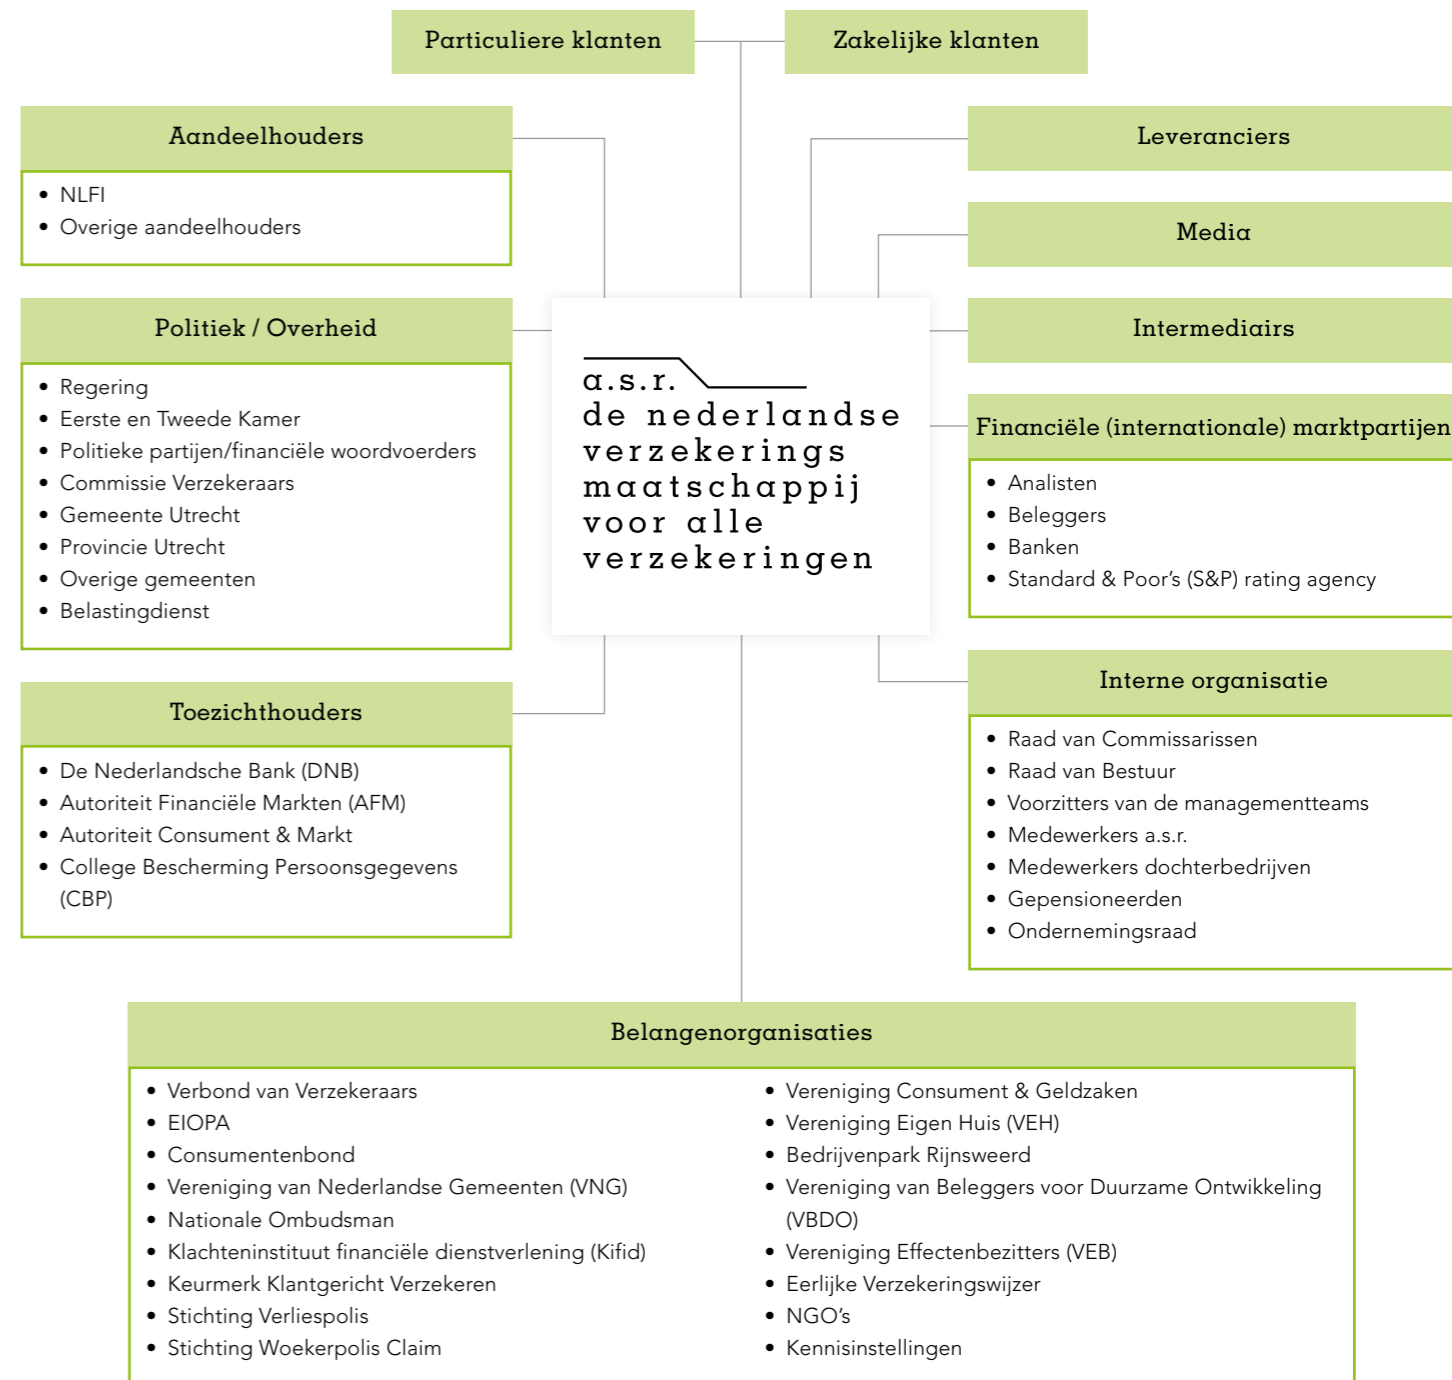 Particuliere klanten
Zakelijke klanten
Aandeelhouders
• NLFI
• Overige aandeelhouders
Politiek / Overheid
• Regering
• Eerste en Tweede Kamer
• Politieke partijen/financiële woordvoerders
• Commissie Verzekeraars
• Gemeente Utrecht
• Provincie Utrecht
• Overige gemeenten
• Belastingdienst
Toezichthouders
• De Nederlandsche Bank (DNB)
• Autoriteit Financiële Markten (AFM)
• Autoriteit Consument & Markt
• College Bescherming Persoonsgegevens
(CBP)
a.s.r.
de nederlandse
verzekerings
maatschappij
voor alle
verzekeringen
Leveranciers
Media
Intermediairs
Financiële (internationale) marktpartijen
• Analisten
• Beleggers
• Banken
• Standard & Poor's (S&P) rating agency
Interne organisatie
• Raad van Commissarissen
• Raad van Bestuur
• Voorzitters van de managementteams
• Medewerkers a.s.r.
• Medewerkers dochterbedrijven
• Gepensioneerden
• Ondernemingsraad
Belangenorganisaties
• Verbond van Verzekeraars
• EIOPA
• Consumentenbond
• Vereniging van Nederlandse Gemeenten (VNG)
• Nationale Ombudsman
• Klachteninstituut financiële dienstverlening (Kifid)
• Keurmerk Klantgericht Verzekeren
• Stichting Verliespolis
• Stichting Woekerpolis Claim
• Vereniging Consument & Geldzaken
• Vereniging Eigen Huis (VEH)
• Bedrijvenpark Rijnsweerd
• Vereniging van Beleggers voor Duurzame Ontwikkeling
(VBDO)
• Vereniging Effectenbezitters (VEB)
• Eerlijke Verzekeringswijzer
• NGO's
• Kennisinstellingen